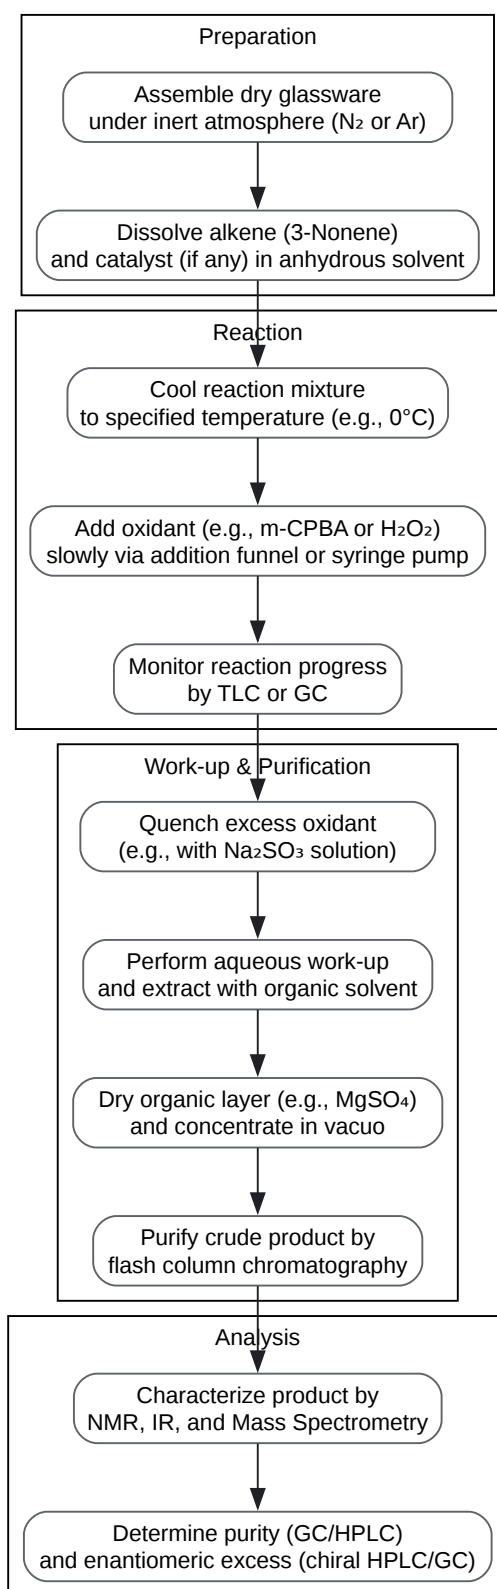 Preparation
Assemble dry glassware
under inert atmosphere (N₂ or Ar)
Dissolve alkene (3-Nonene)
and catalyst (if any) in anhydrous solvent
Reaction
Cool reaction mixture
to specified temperature (e.g., 0°C)
Add oxidant (e.g., m-CPBA or H₂O₂)
slowly via addition funnel or syringe pump
Monitor reaction progress
by TLC or GC
Work-up & Purification
Quench excess oxidant
(e.g., with Na₂SO₃ solution)
Perform aqueous work-up
and extract with organic solvent
Dry organic layer (e.g., MgSO₄)
and concentrate in vacuo
Purify crude product by
flash column chromatography
Analysis
Characterize product by
NMR, IR, and Mass Spectrometry
Determine purity (GC/HPLC)
and enantiomeric excess (chiral HPLC/GC)